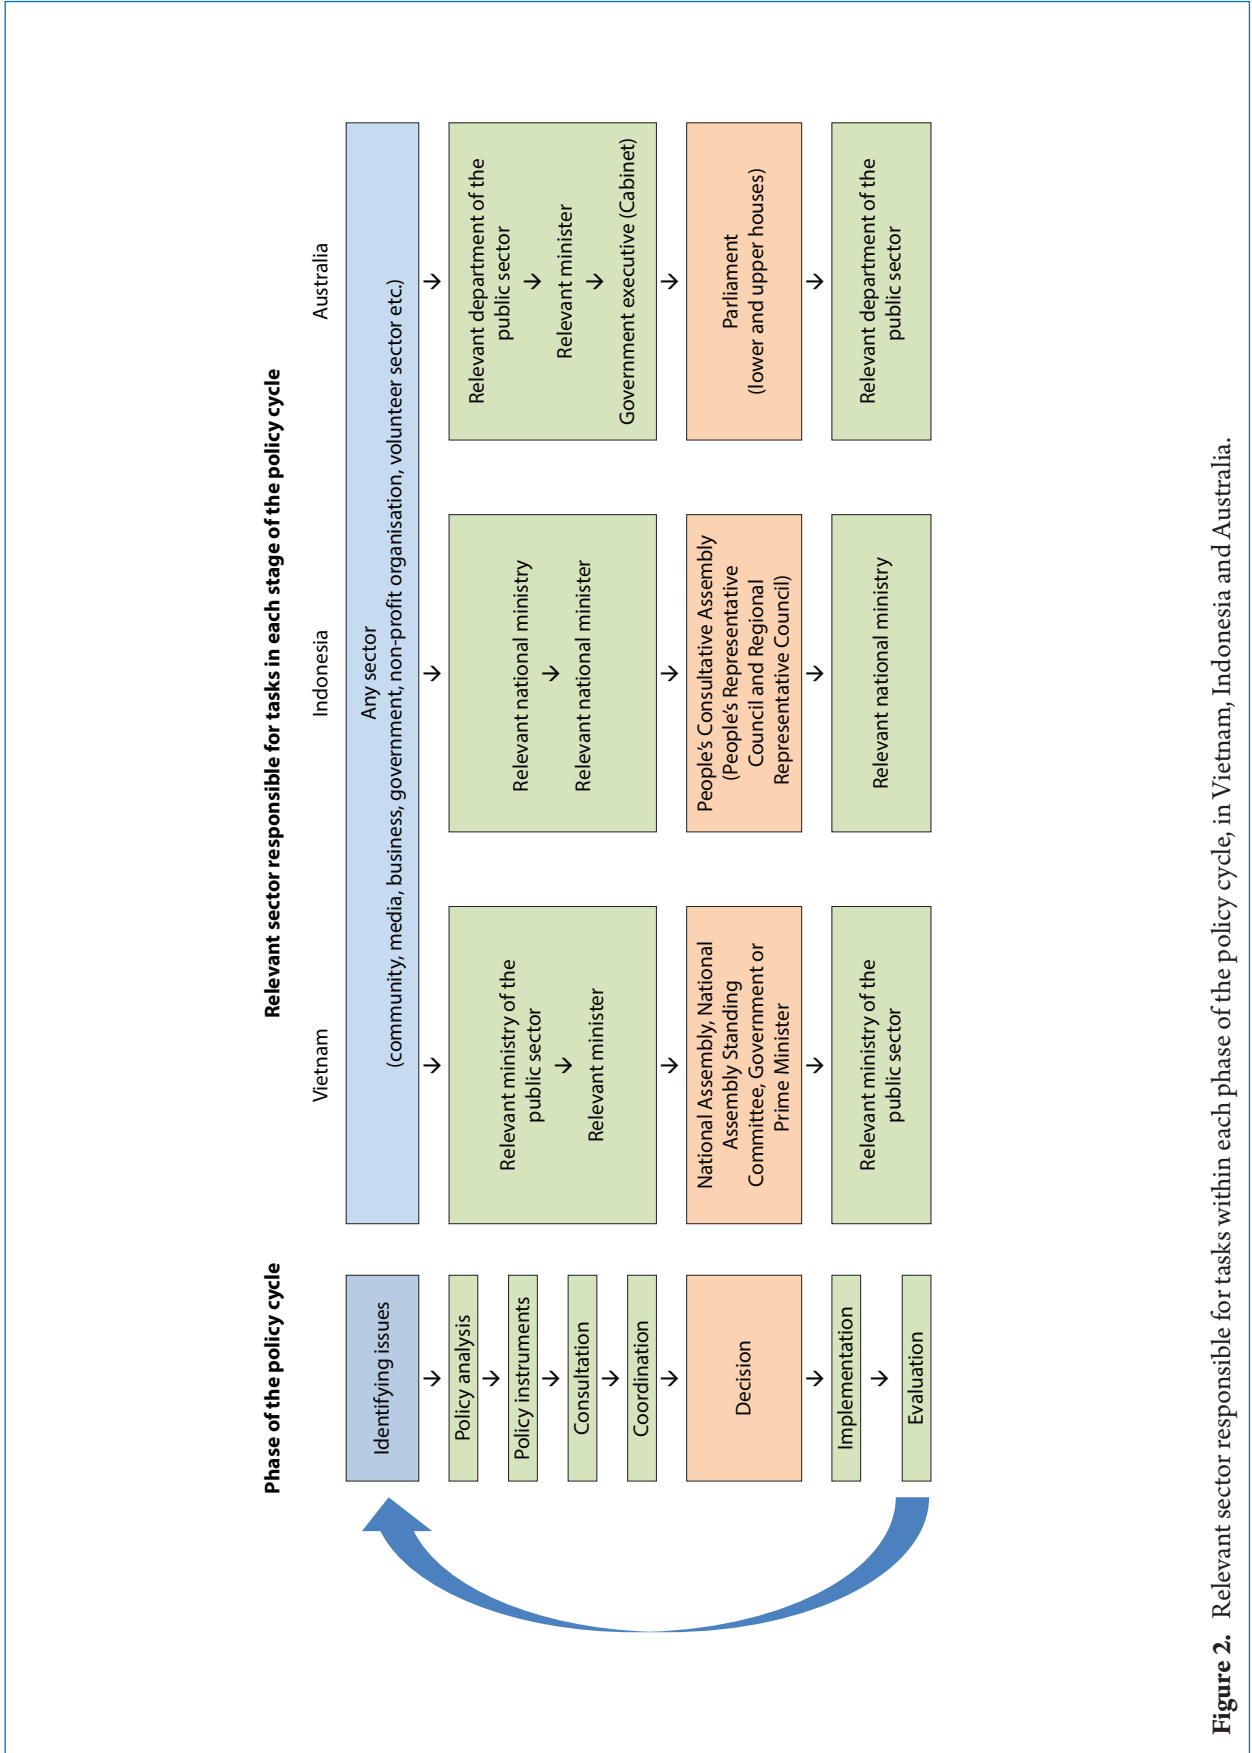 Phase of the policy cycle
Relevant sector responsible for tasks in each stage of the policy cycle
Vietnam
Indonesia
Australia
Identifying issues
Any sector
(community, media, business, government, non-profit organisation, volunteer sector etc.)
Policy analysis
Policy instruments
Consultation
Coordination
Relevant ministry of the
public sector
Relevant minister
Relevant national ministry
Relevant national minister
Relevant department of the
public sector
Relevant minister
Government executive (Cabinet)
Decision
National Assembly, National
Assembly Standing
Committee, Government or
Prime Minister
People's Consultative Assembly
(People's Representative
Council and Regional
Representative Council)
Parliament
(lower and upper houses)
Implementation
Evaluation
Relevant ministry of the
public sector
Relevant national ministry
Relevant department of the
public sector
Figure 2. Relevant sector responsible for tasks within each phase of the policy cycle, in Vietnam, Indonesia and Australia.